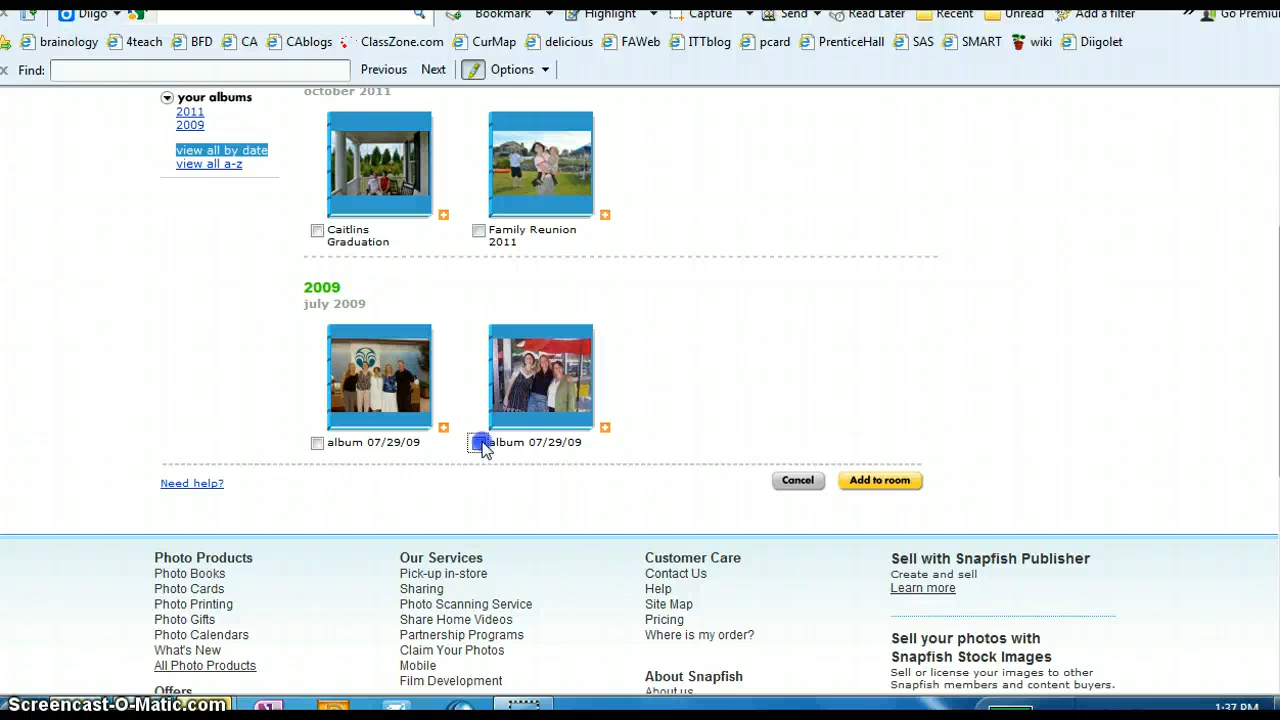 Diigo Bookmark Highlight Capture Send Read Later Recent Unread Add a filter Go Premiu
brainology 4teach BFD CA CAblogs ClassZone.com CurMap delicious FAWeb ITTblog pcard PrenticeHall SAS SMART wiki Diigolet
x Find: Previous Next Options
your albums
2011
2009
view all by date
view all a-z
october 2011
Caitlins
Graduation
Family Reunion
2011
2009
july 2009
album 07/29/09
album 07/29/09
Need help?
Cancel
Add to room
Photo Products
Photo Books
Photo Cards
Photo Printing
Photo Gifts
Photo Calendars
What's New
All Photo Products
Offers
Our Services
Pick-up in-store
Sharing
Photo Scanning Service
Share Home Videos
Partnership Programs
Claim Your Photos
Mobile
Film Development
Customer Care
Contact Us
Help
Site Map
Pricing
Where is my order?
About Snapfish
About us
Sell with Snapfish Publisher
Create and sell
Learn more
Sell your photos with
Snapfish Stock Images
Sell or license your images to other
Snapfish members and content buyers.
Screencast-O-Matic.com
1:37 PM